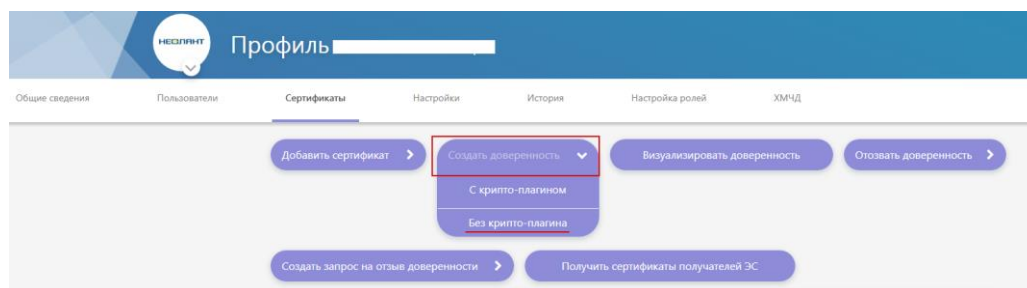 НЕОЛАНТ
Профиль
Общие сведения Пользователи Сертификаты Настройки История Настройка ролей ХМЧД
Добавить сертификат Создать доверенность Визуализировать доверенность Отозвать доверенность
С крипто-плагином
Без крипто-плагина
Создать запрос на отзыв доверенности Получить сертификаты получателей ЭС